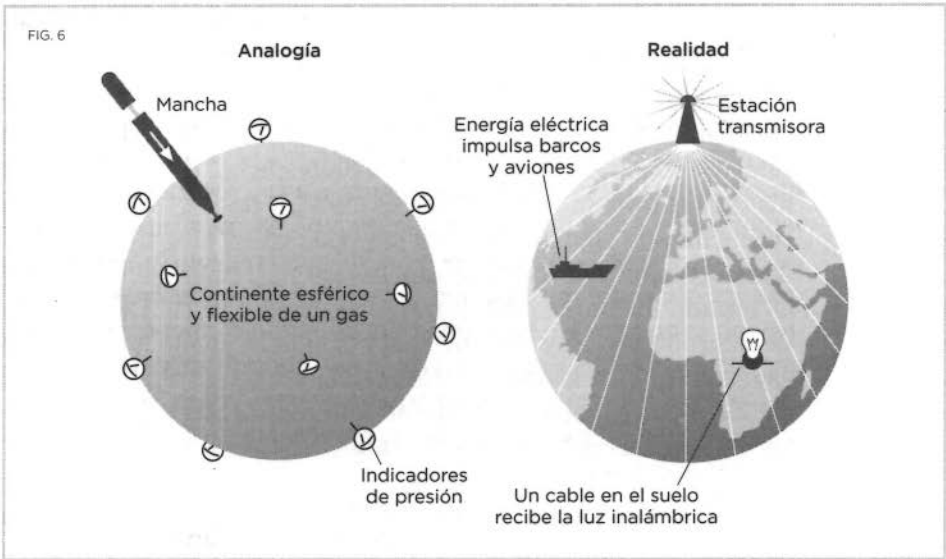 FIG. 6
Analogía
Mancha
Continente esférico
y flexible de un gas
Indicadores
de presión
Realidad
Estación
transmisora
Energía eléctrica
impulsa barcos
y aviones
Un cable en el suelo
recibe la luz inalámbrica